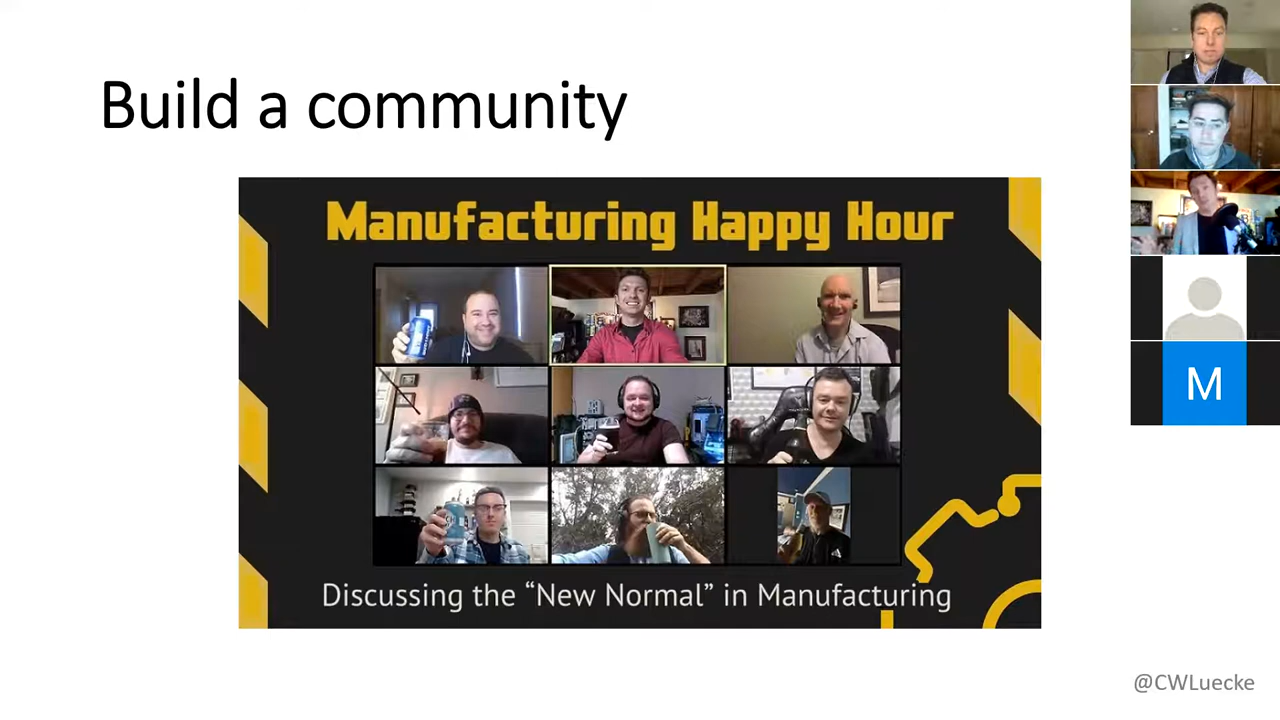 Build a community
Manufacturing Happy Hour
Discussing the “New Normal” in Manufacturing
M
@CWLuecke